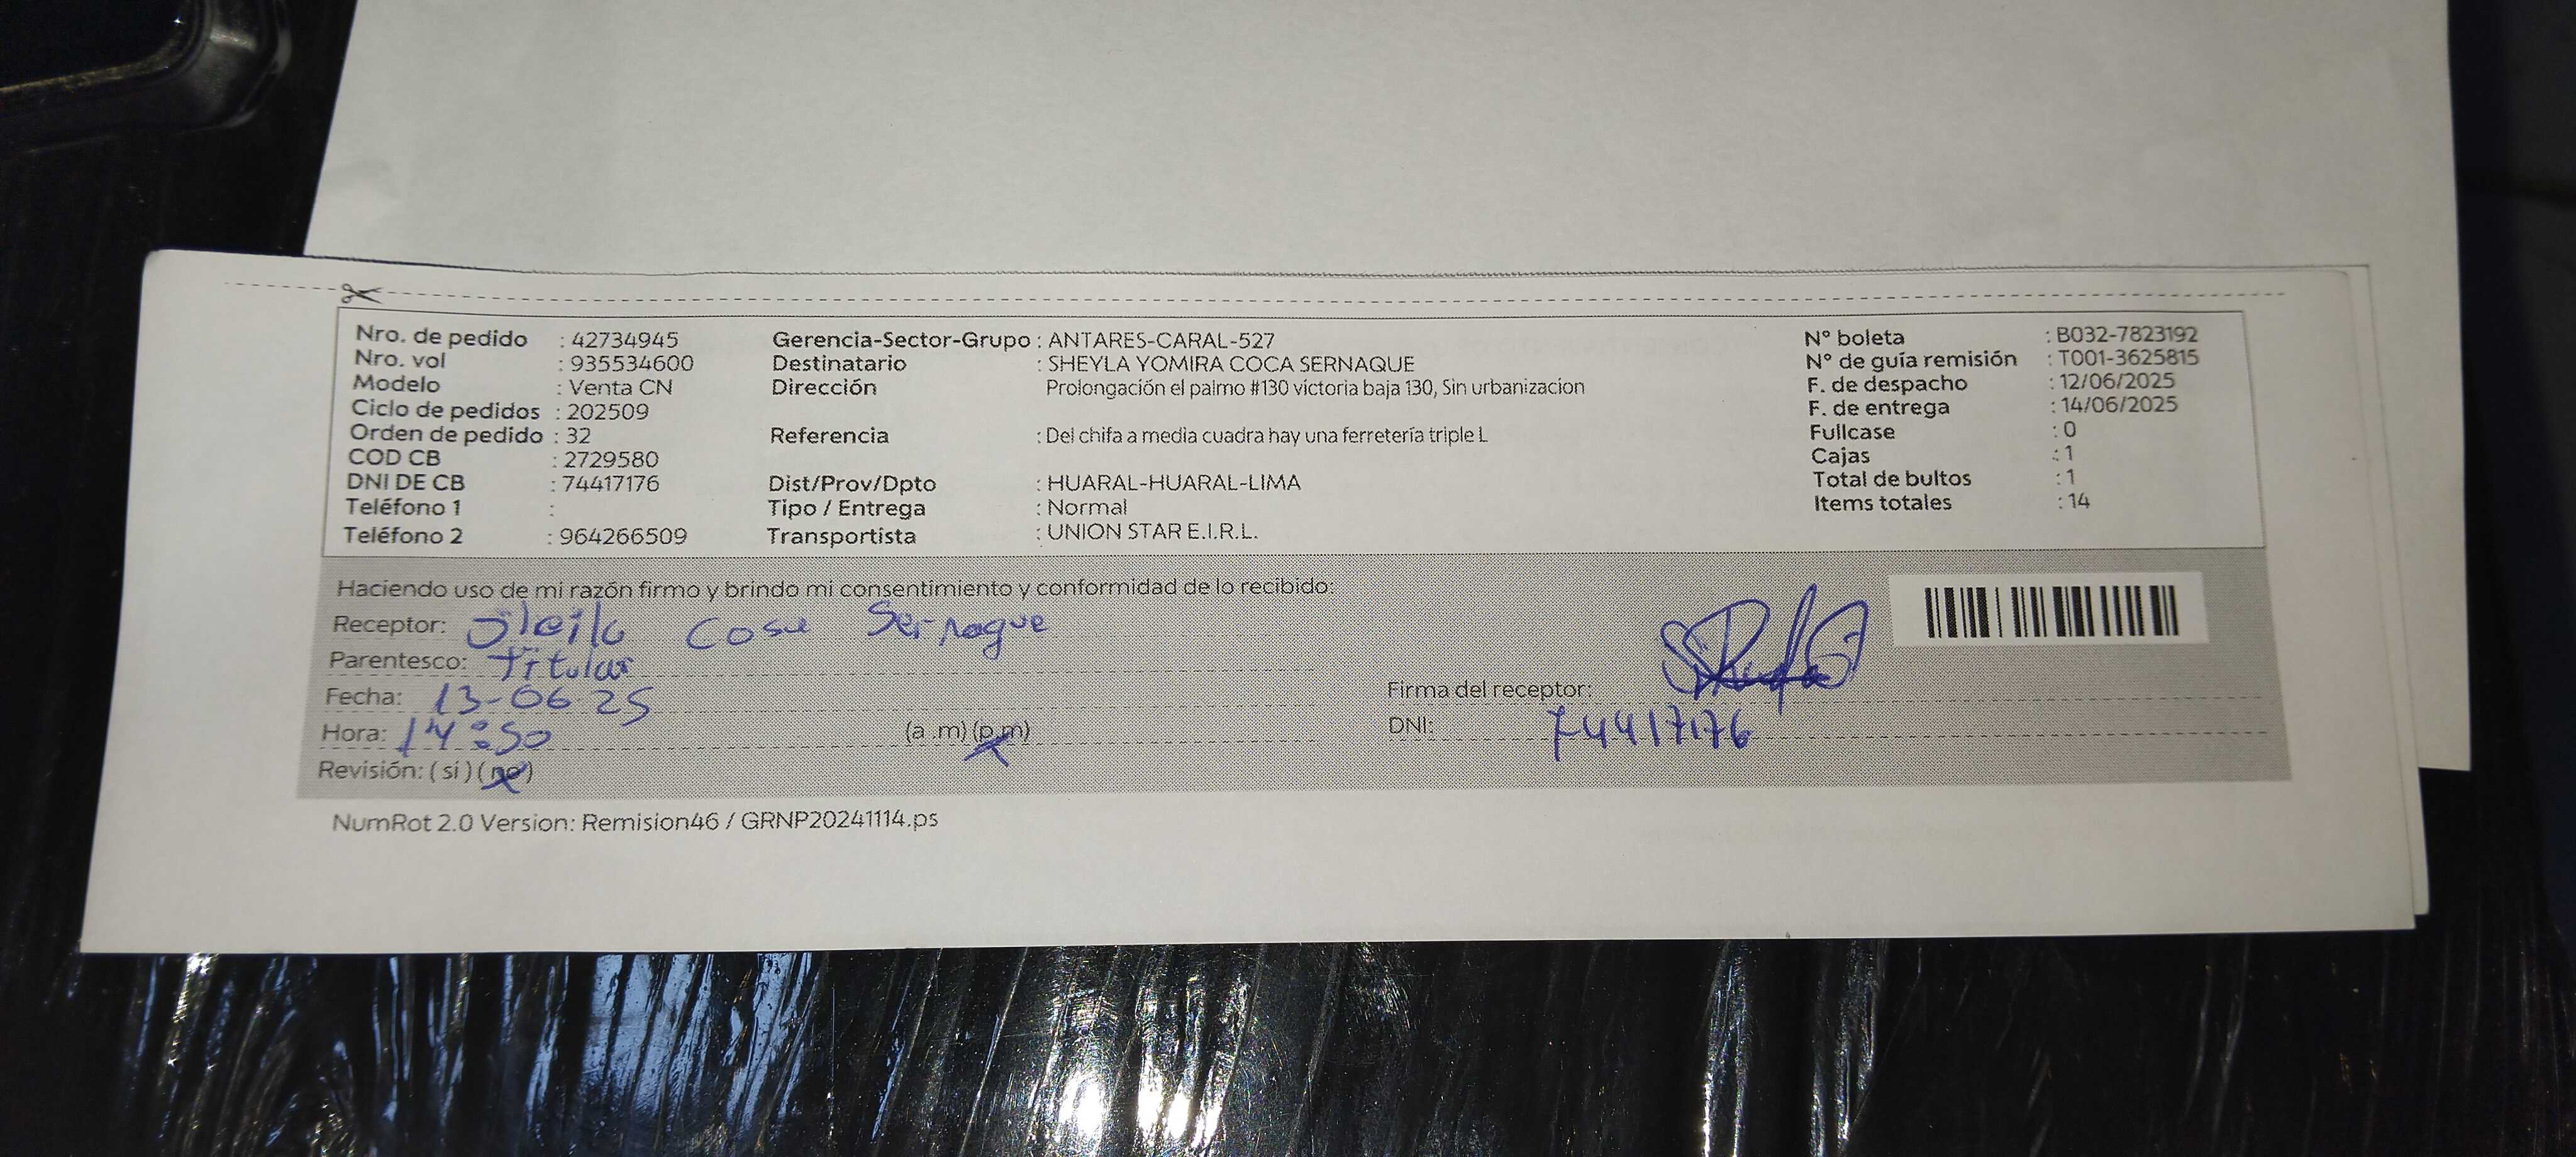 Nro. de pedido : 42734945 Gerencia-Sector-Grupo : ANTARES-CARAL-527 N° boleta : B032-7823192
Nro. vol : 935534600 Destinatario : SHEYLA YOMIRA COCA SERNAQUE N° de guía remisión : T001-3625815
Modelo : Venta CN Dirección Prolongación el palmo #130 victoria baja 130, Sin urbanizacion F. de despacho : 12/06/2025
Ciclo de pedidos : 202509 F. de entrega : 14/06/2025
Orden de pedido : 32 Referencia : Del chifa a media cuadra hay una ferretería triple L Fullcase : 0
COD CB : 2729580 Cajas : 1
DNI DE CB : 74417176 Dist/Prov/Dpto : HUARAL-HUARAL-LIMA Total de bultos : 1
Teléfono 1 : Tipo / Entrega : Normal Items totales : 14
Teléfono 2 : 964266509 Transportista : UNION STAR E.I.R.L.
Haciendo uso de mi razón firmo y brindo mi consentimiento y conformidad de lo recibido:
Receptor: Sernaque
Parentesco: Titular
Fecha: 13-06-25 Firma del receptor:
Hora: 14:50 (a .m) (p.m) DNI: 74417176
Revisión: ( si ) ( no )
NumRot 2.0 Version: Remision46 / GRNP20241114.ps